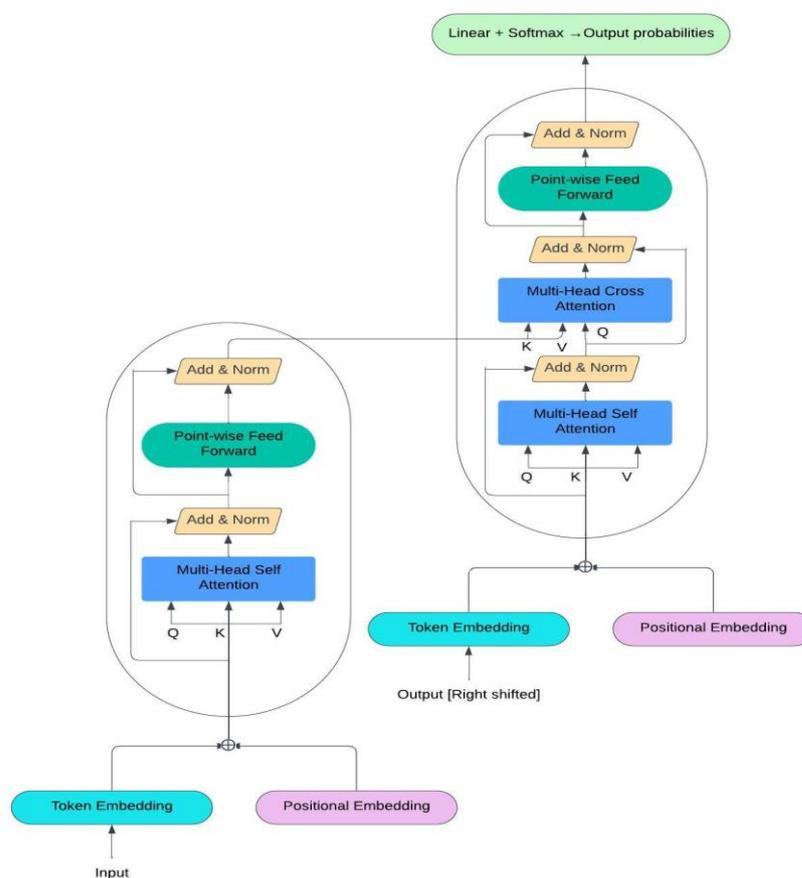 Linear + Softmax →Output probabilities
Add & Norm
Point-wise Feed
Forward
Add & Norm
Multi-Head Cross
Attention
K
V
Q
Add & Norm
Multi-Head Self
Attention
Q
K
V
Token Embedding
Positional Embedding
Output [Right shifted]
Add & Norm
Point-wise Feed
Forward
Add & Norm
Multi-Head Self
Attention
Q
K
V
Token Embedding
Positional Embedding
Input